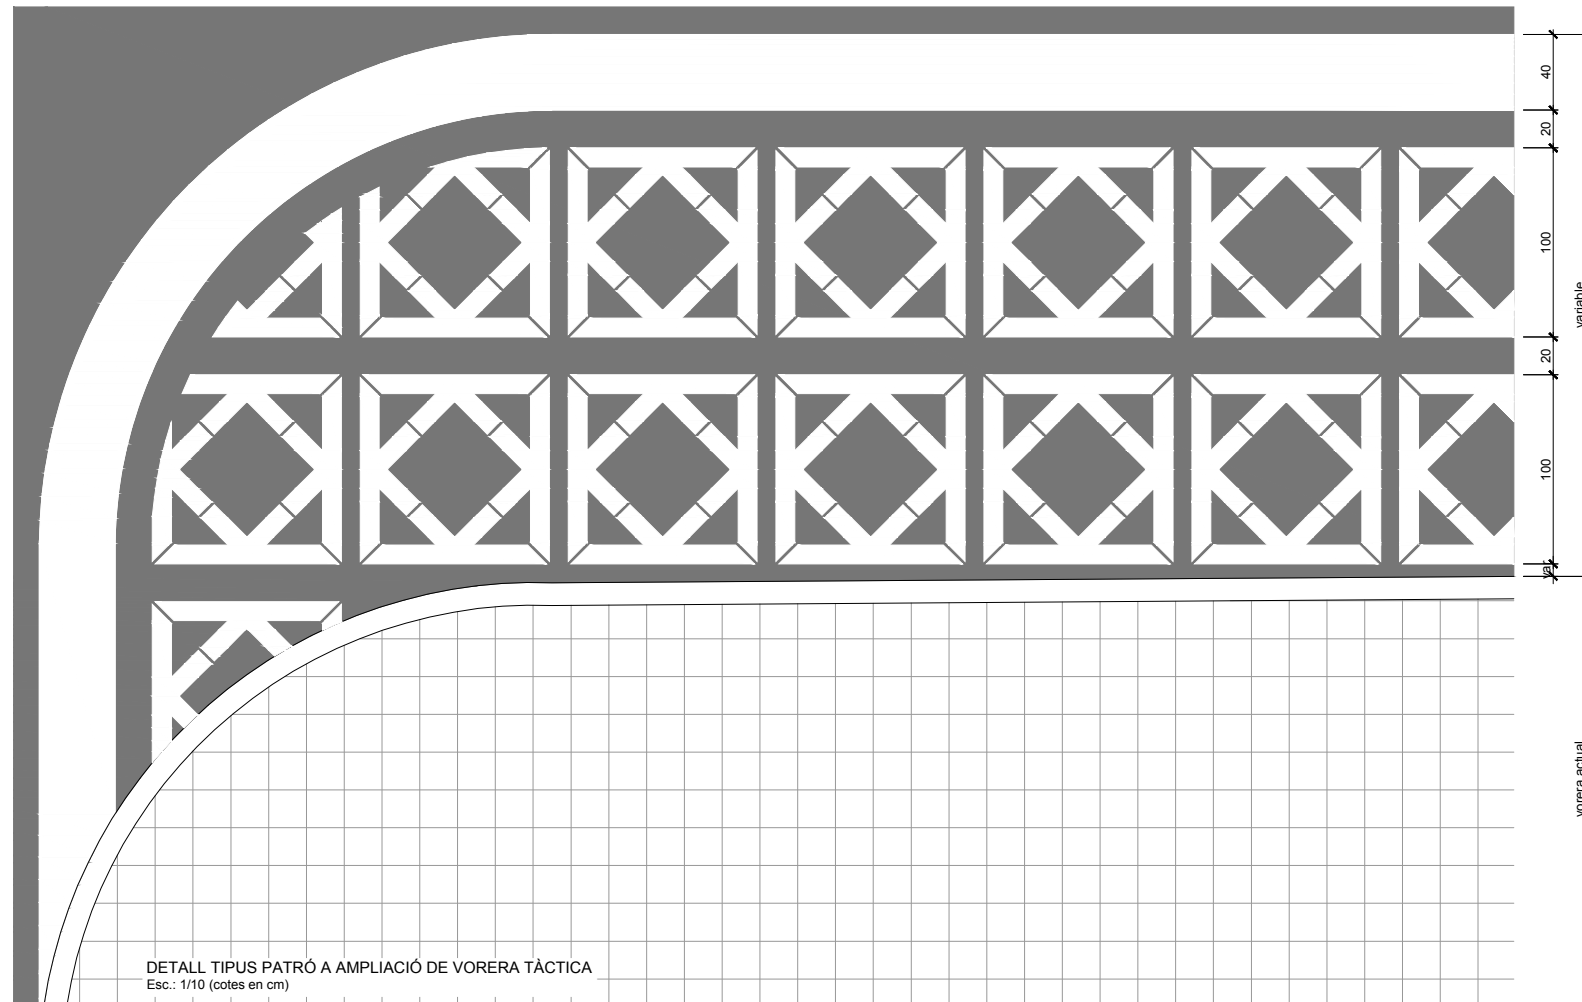 40
20
100
variable
20
100
var
vorera actual
DETALL TIPUS PATRÓ A AMPLIACIÓ DE VORERA TÀCTICA
Esc.: 1/10 (cotes en cm)